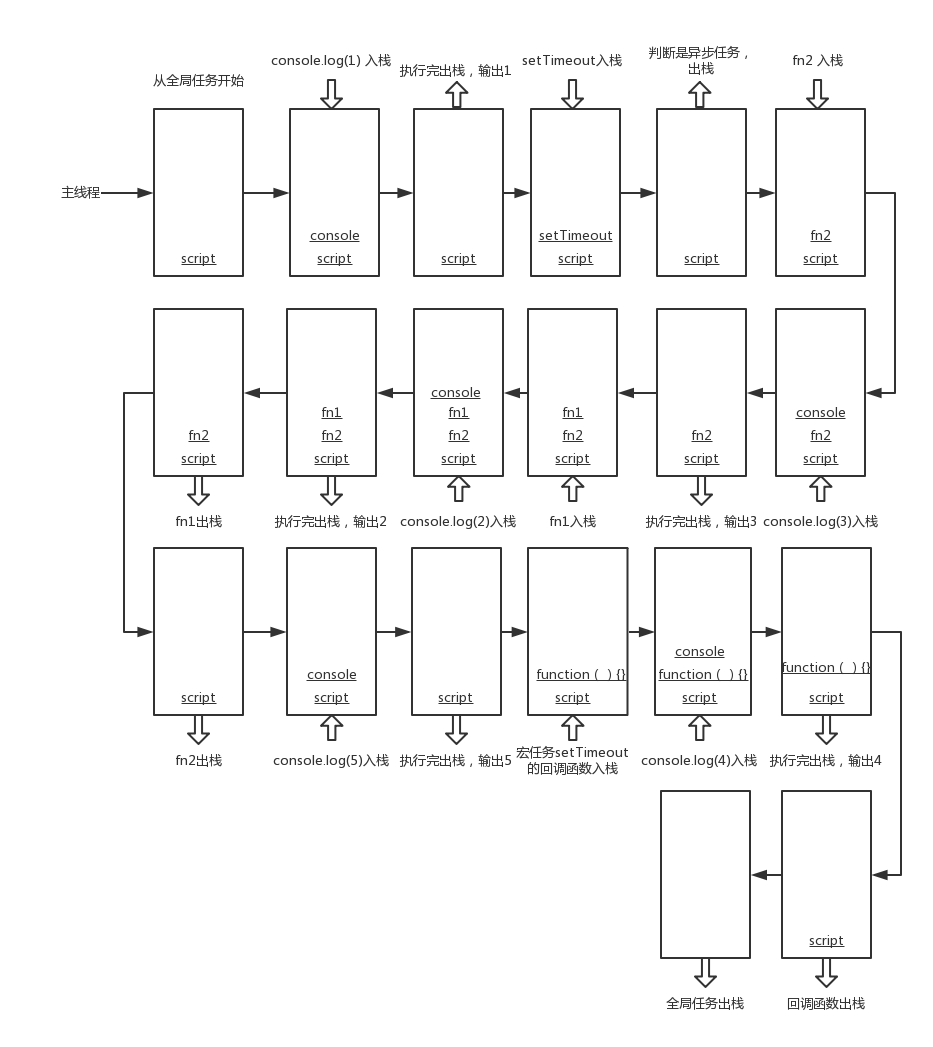 从全局任务开始
console.log(1) 入栈
执行完出栈，输出1
setTimeout入栈
判断是异步任务，
出栈
fn2 入栈
主线程
script
console
script
script
setTimeout
script
script
fn2
script
fn2
script
fn1
fn2
script
console
fn1
fn2
script
fn1
fn2
script
fn2
script
console
fn2
script
fn1出栈
执行完出栈，输出2
console.log(2)入栈
fn1入栈
执行完出栈，输出3
console.log(3)入栈
script
console
script
script
function ( ) {}
script
console
function ( ) {}
script
function ( ) {}
script
fn2出栈
console.log(5)入栈
执行完出栈，输出5
宏任务setTimeout
的回调函数入栈
console.log(4)入栈
执行完出栈，输出4
script
全局任务出栈
回调函数出栈